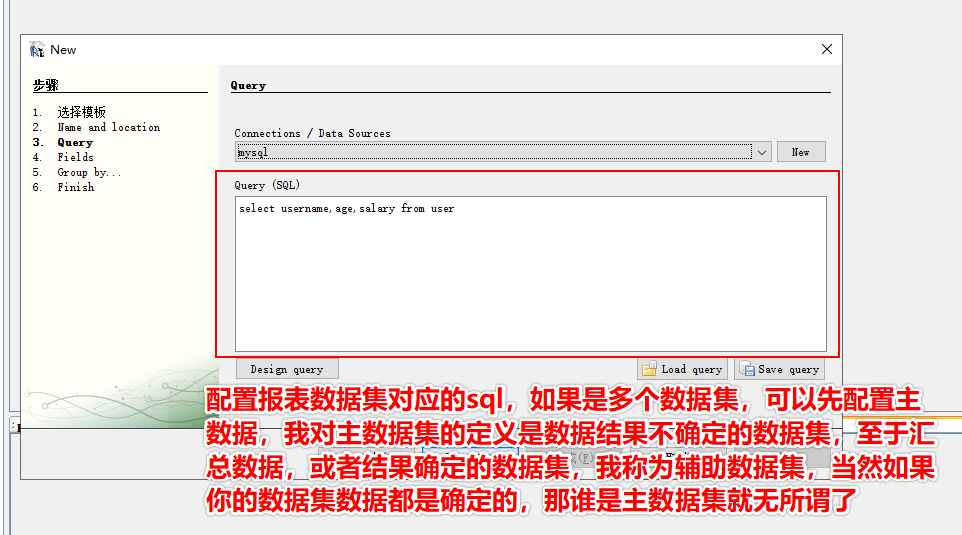 New
步骤
1. 选择模板
2. Name and location
3. Query
4. Fields
5. Group by...
6. Finish
Query
Connections / Data Sources
mysql
New
Query (SQL)
select username,age,salary from user
Design query
Load query
Save query
配置报表数据集对应的sql，如果是多个数据集，可以先配置主
数据，我对主数据集的定义是数据结果不确定的数据集，至于汇
总数据，或者结果确定的数据集，我称为辅助数据集，当然如果
你的数据集数据都是确定的，那谁是主数据集就无所谓了